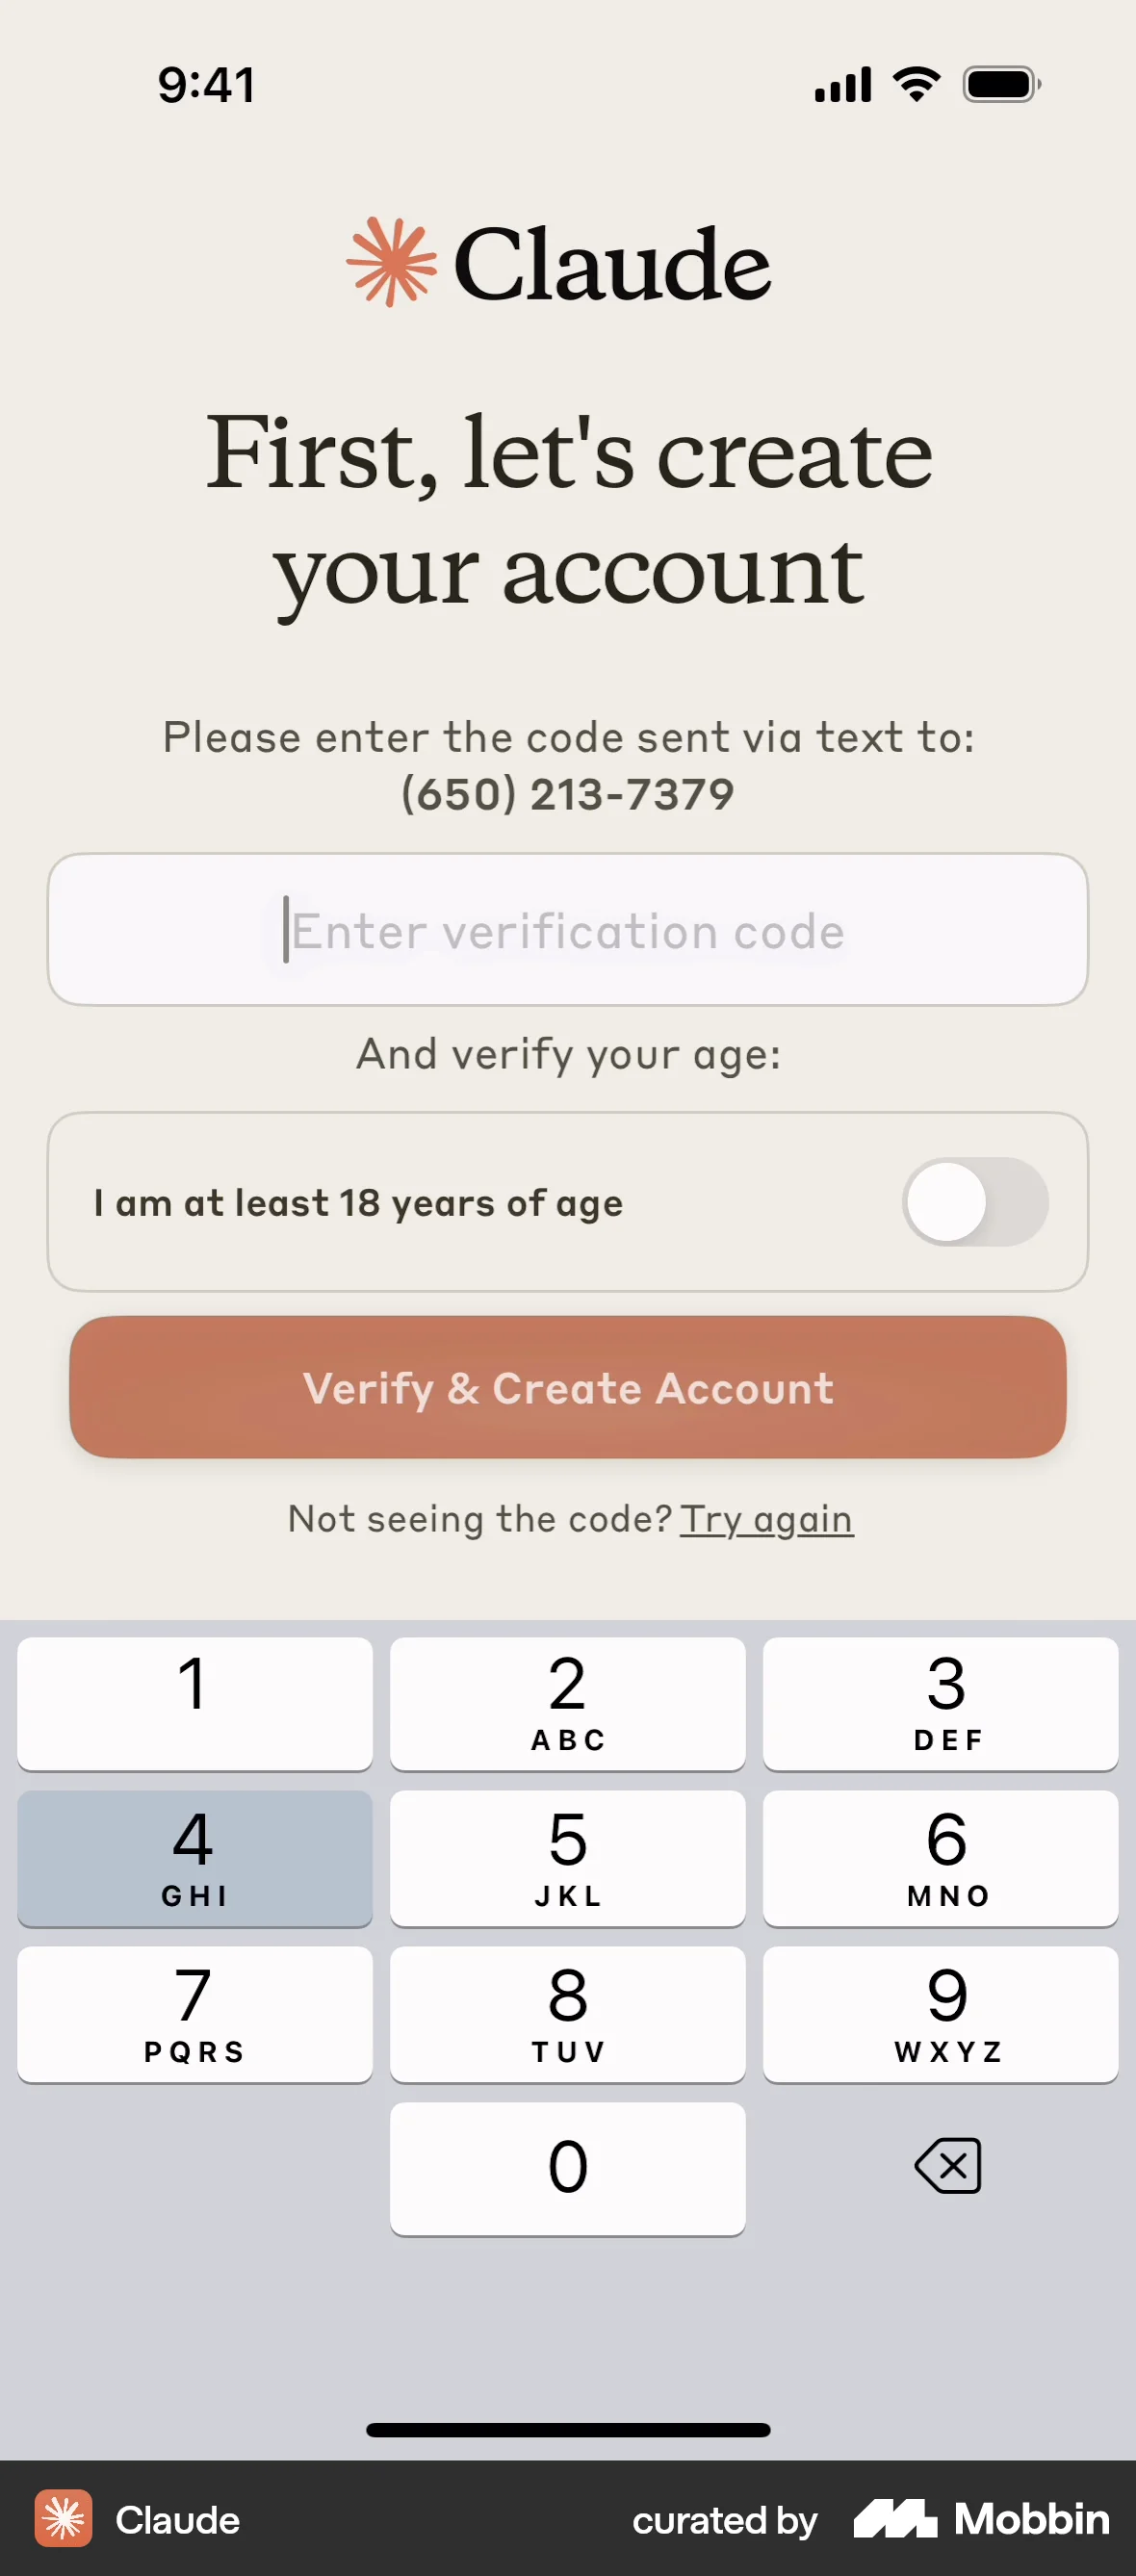 9:41
Claude
First, let's create
your account
Please enter the code sent via text to:
(650) 213-7379
Enter verification code
And verify your age:
I am at least 18 years of age
Verify & Create Account
Not seeing the code? Try again
1
2
ABC
3
DEF
4
GHI
5
JKL
6
MNO
7
PQRS
8
TUV
9
WXYZ
0
Claude
curated by Mobbin